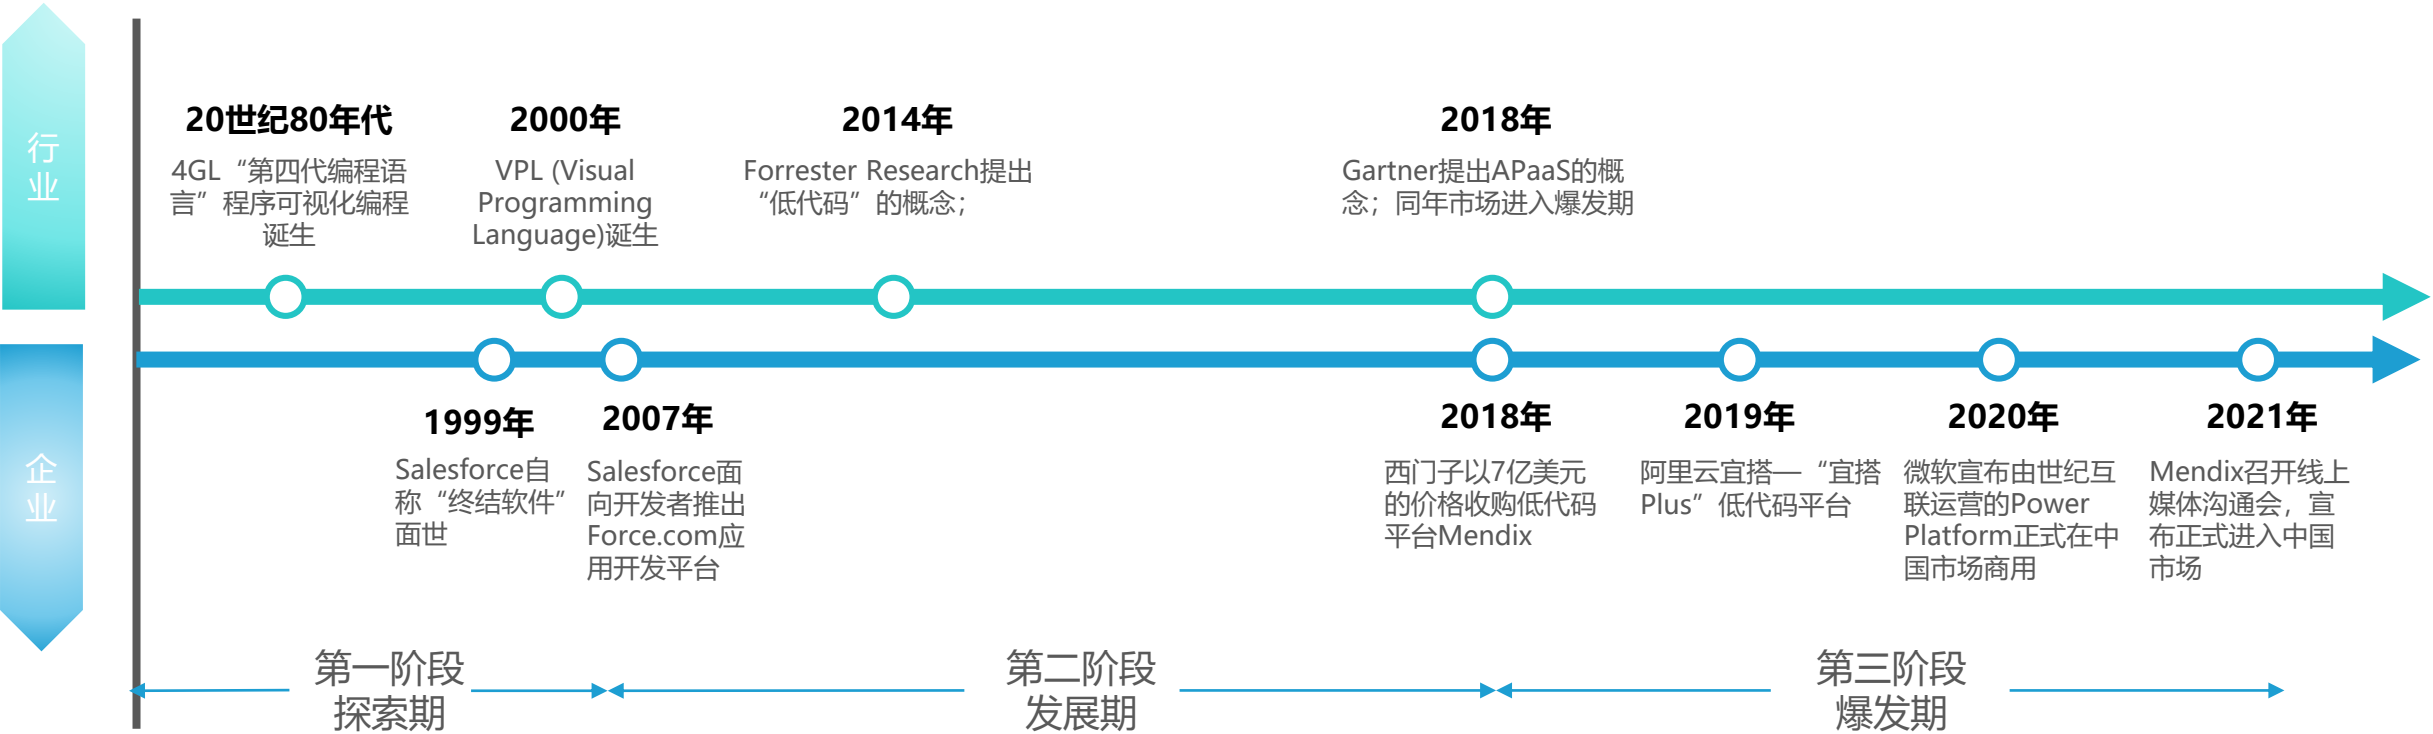 行
业
20世纪80年代
4GL“第四代编程语
言”程序可视化编程
诞生
2000年
VPL (Visual
Programming
Language)诞生
2014年
Forrester Research提出
“低代码”的概念；
2018年
Gartner提出APaaS的概
念；同年市场进入爆发期
企
业
1999年
Salesforce自
称“终结软件”
面世
2007年
Salesforce面
向开发者推出
Force.com应
用开发平台
2018年
西门子以7亿美元
的价格收购低代码
平台Mendix
2019年
阿里云宜搭—“宜搭
Plus”低代码平台
2020年
微软宣布由世纪互
联运营的Power
Platform正式在中
国市场商用
2021年
Mendix召开线上
媒体沟通会，宣
布正式进入中国
市场
第一阶段
探索期
第二阶段
发展期
第三阶段
爆发期